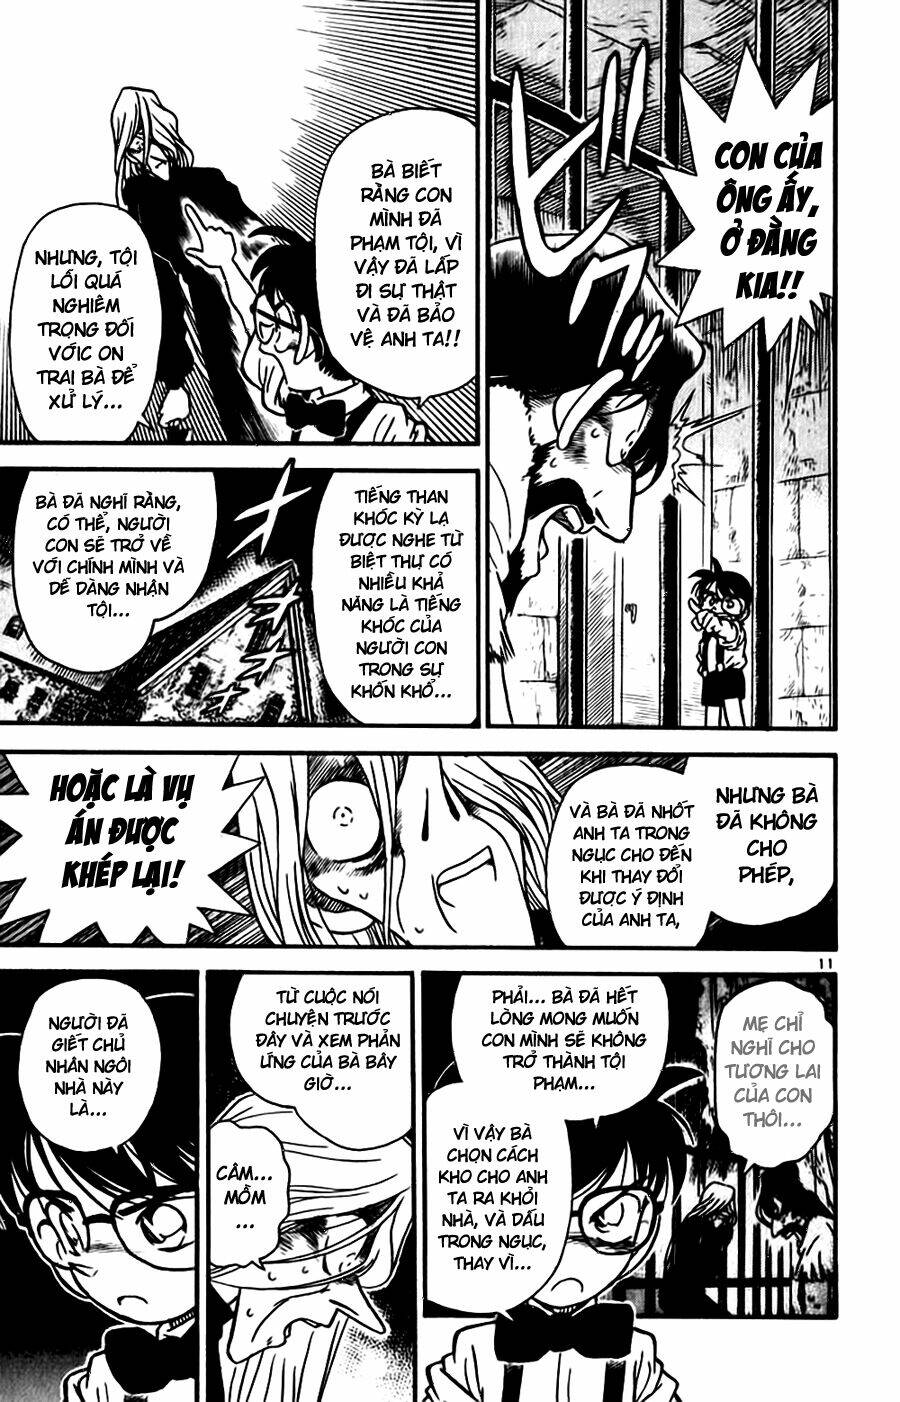 CON CỦA
ÔNG ẤY,
Ở ĐẰNG
KIA!!
BÀ BIẾT
RẰNG CON
MÌNH ĐÃ
PHẠM TỘI, VÌ
VẬY ĐÃ LẤP
ĐI SỰ THẬT
VÀ ĐÃ BẢO
VỆ ANH TA!!
NHƯNG, TỘI
LỖI QUÁ
NGHIÊM
TRỌNG ĐỐI
VỚIC ON
TRAI BÀ ĐỂ
XỬ LÝ...
TIẾNG THAN
KHÓC KỲ LẠ
ĐƯỢC NGHE TỪ
BIỆT THỰ CÓ
NHIỀU KHẢ
NĂNG LÀ TIẾNG
KHÓC CỦA
NGƯỜI CON
TRONG SỰ
KHỐN KHỔ...
BÀ ĐÃ NGHĨ RẰNG,
CÓ THỂ, NGƯỜI
CON SẼ TRỞ VỀ
VỚI CHÍNH MÌNH VÀ
DỄ DÀNG NHẬN
TỘI...
NHƯNG BÀ
ĐÃ KHÔNG
CHO
PHÉP,
VÀ BÀ ĐÃ NHỐT
ANH TA TRONG
NGỤC CHO ĐẾN
KHI THAY ĐỔI
ĐƯỢC Ý ĐỊNH
CỦA ANH TA,
HOẶC LÀ VỤ
ÁN ĐƯỢC
KHÉP LẠI!
11
MẸ CHỈ
NGHĨ CHO
TƯƠNG LAI
CỦA CON
THÔI...
PHẢI... BÀ ĐÃ HẾT
LÒNG MONG MUỐN
CON MÌNH SẼ KHÔNG
TRỞ THÀNH TỘI
PHẠM...
VÌ VẬY BÀ
CHỌN CÁCH
KHO CHO ANH
TA RA KHỎI
NHÀ, VÀ DẤU
TRONG NGỤC,
THAY VÌ...
TỪ CUỘC NÓI
CHUYỆN TRƯỚC
ĐÂY VÀ XEM PHẢN
ỨNG CỦA BÀ BÂY
GIỜ...
CÂM...
MỒM
...
NGƯỜI ĐÃ
GIẾT CHỦ
NHÂN NGÔI
NHÀ NÀY
LÀ...